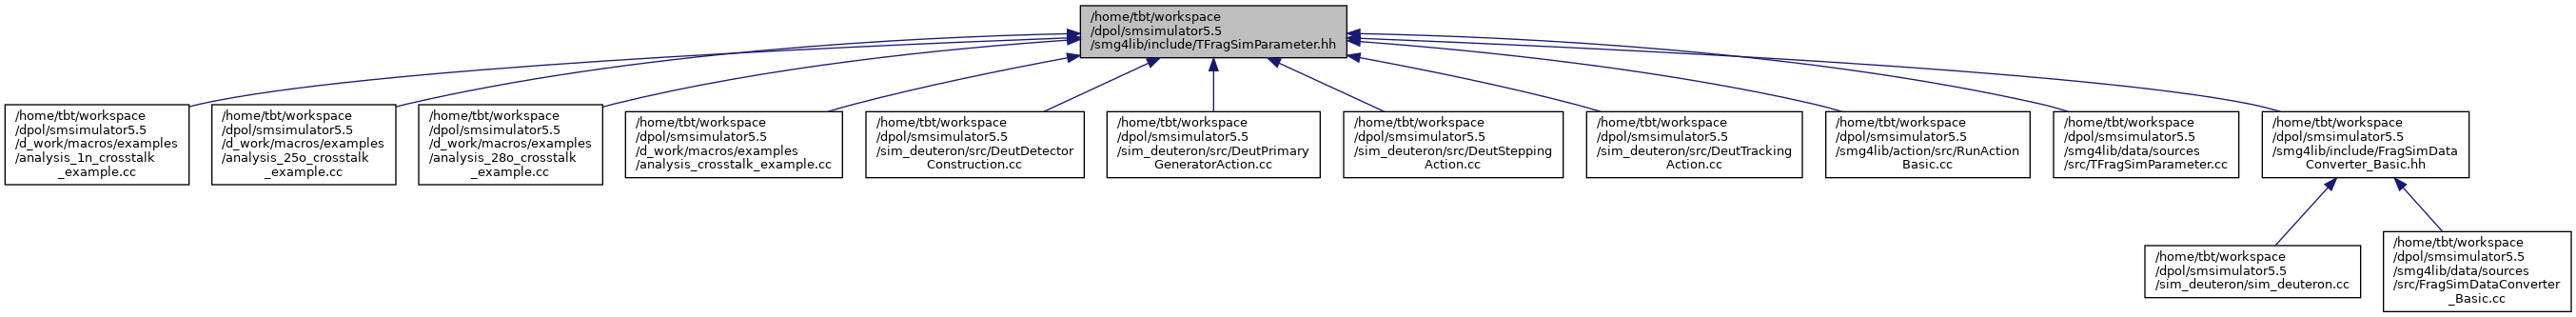 /home/tbt/workspace
/dpol/smsimulator5.5
/smg4lib/include/TFragSimParameter.hh
/home/tbt/workspace
/dpol/smsimulator5.5
/d_work/macros/examples
/analysis_1n_crosstalk
_example.cc
/home/tbt/workspace
/dpol/smsimulator5.5
/d_work/macros/examples
/analysis_25o_crosstalk
_example.cc
/home/tbt/workspace
/dpol/smsimulator5.5
/d_work/macros/examples
/analysis_28o_crosstalk
_example.cc
/home/tbt/workspace
/dpol/smsimulator5.5
/d_work/macros/examples
/analysis_crosstalk_example.cc
/home/tbt/workspace
/dpol/smsimulator5.5
/sim_deuteron/src/DeutDetector
Construction.cc
/home/tbt/workspace
/dpol/smsimulator5.5
/sim_deuteron/src/DeutPrimary
GeneratorAction.cc
/home/tbt/workspace
/dpol/smsimulator5.5
/sim_deuteron/src/DeutStepping
Action.cc
/home/tbt/workspace
/dpol/smsimulator5.5
/sim_deuteron/src/DeutTracking
Action.cc
/home/tbt/workspace
/dpol/smsimulator5.5
/smg4lib/action/src/RunAction
Basic.cc
/home/tbt/workspace
/dpol/smsimulator5.5
/smg4lib/data/sources
/src/TFragSimParameter.cc
/home/tbt/workspace
/dpol/smsimulator5.5
/smg4lib/include/FragSimData
Converter_Basic.hh
/home/tbt/workspace
/dpol/smsimulator5.5
/sim_deuteron/sim_deuteron.cc
/home/tbt/workspace
/dpol/smsimulator5.5
/smg4lib/data/sources
/src/FragSimDataConverter
_Basic.cc